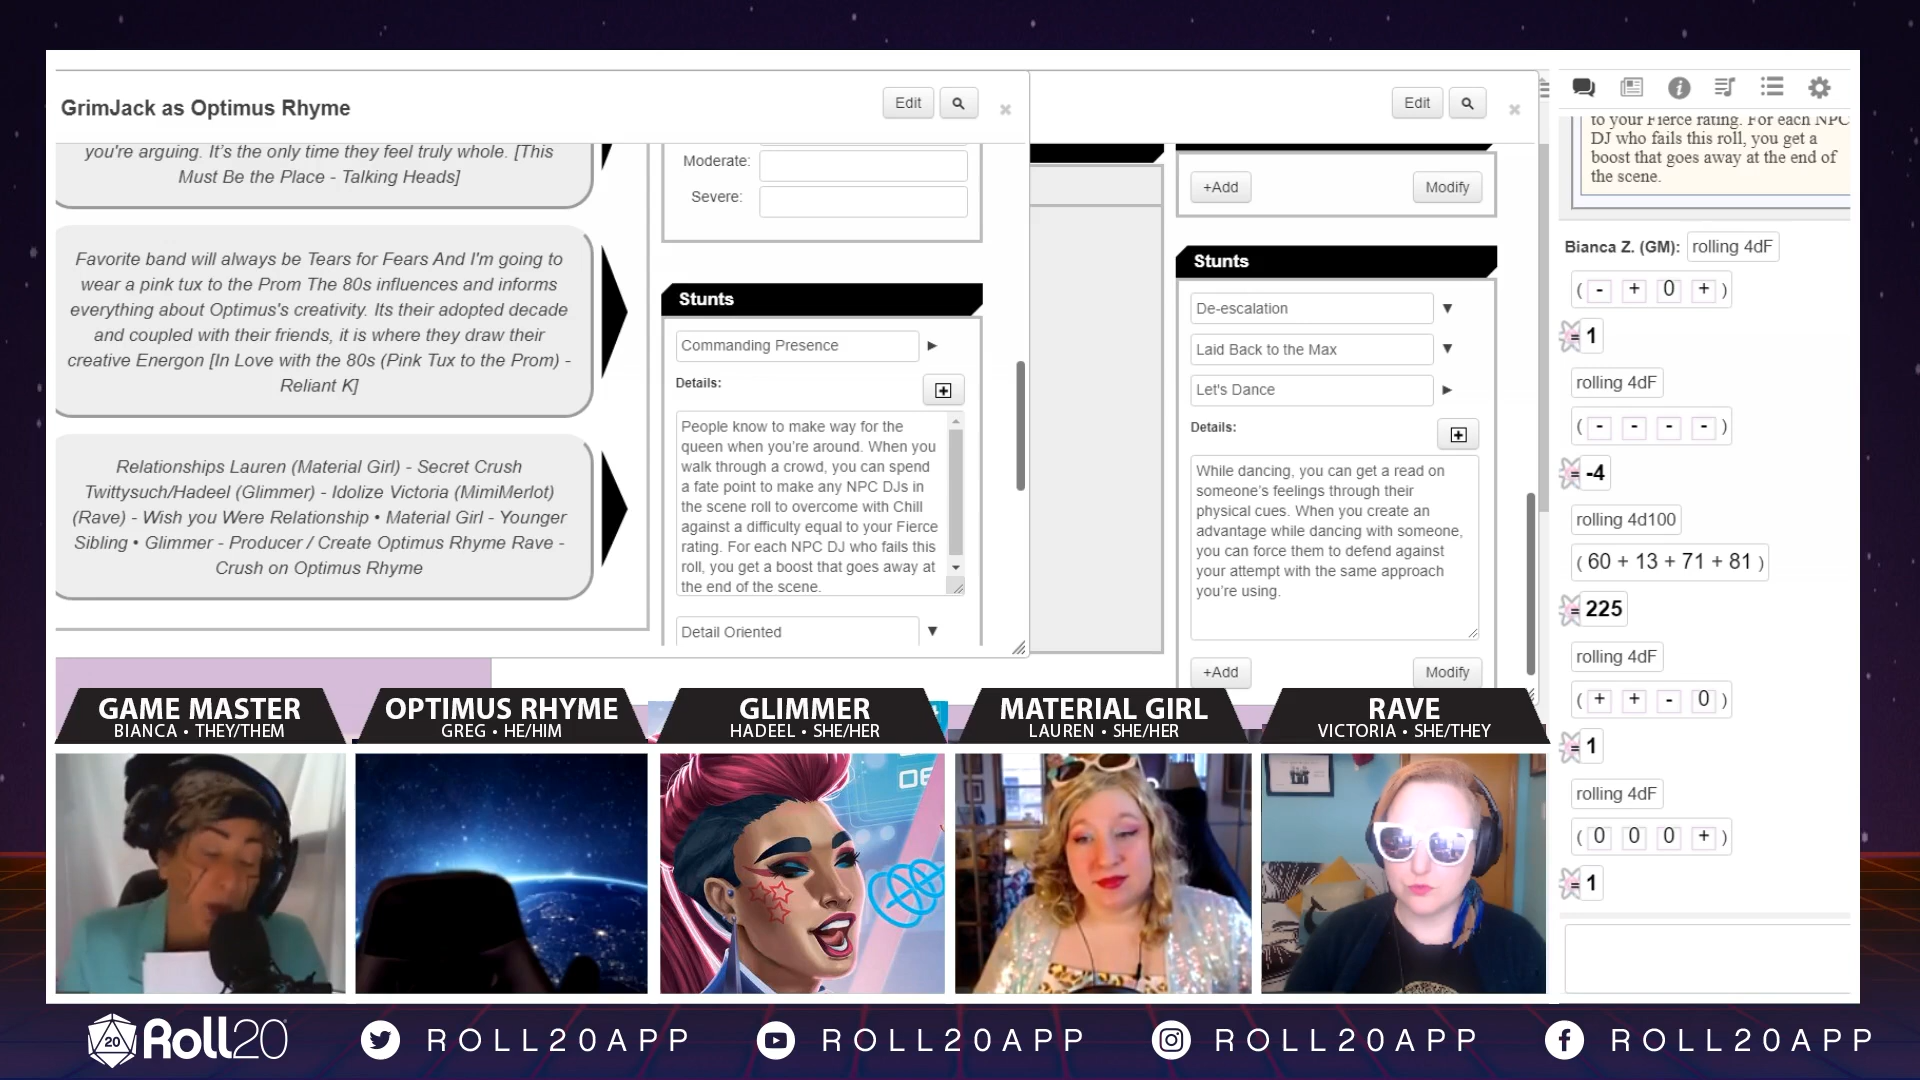 GrimJack as Optimus Rhyme
Edit
you're arguing. It's the only time they feel truly whole. [This
Must Be the Place - Talking Heads]
Favorite band will always be Tears for Fears And I'm going to
wear a pink tux to the Prom The 80s influences and informs
everything about Optimus's creativity. Its their adopted decade
and coupled with their friends, it is where they draw their
creative Energon [In Love with the 80s (Pink Tux to the Prom) -
Reliant K]
Relationships Lauren (Material Girl) - Secret Crush
Twittysuch/Hadeel (Glimmer) - Idolize Victoria (MimiMerlot)
(Rave) - Wish you Were Relationship • Material Girl - Younger
Sibling • Glimmer - Producer / Create Optimus Rhyme Rave -
Crush on Optimus Rhyme
Moderate:
Severe:
Stunts
Commanding Presence
Details:
People know to make way for the
queen when you're around. When you
walk through a crowd, you can spend
a fate point to make any NPC DJs in
the scene roll to overcome with Chill
against a difficulty equal to your Fierce
rating. For each NPC DJ who fails this
roll, you get a boost that goes away at
the end of the scene.
Detail Oriented
Edit
+Add
Modify
Stunts
De-escalation
Laid Back to the Max
Let's Dance
Details:
While dancing, you can get a read on
someone's feelings through their
physical cues. When you create an
advantage while dancing with someone,
you can force them to defend against
your attempt with the same approach
you're using.
+Add
Modify
to your Fierce rating. For each NPC
DJ who fails this roll, you get a
boost that goes away at the end of
the scene.
Bianca Z. (GM): rolling 4dF
( - + 0 + )
= 1
rolling 4dF
( - - - - )
= -4
rolling 4d100
( 60 + 13 + 71 + 81 )
= 225
rolling 4dF
( + + - 0 )
= 1
rolling 4dF
( 0 0 0 + )
= 1
GAME MASTER
BIANCA • THEY/THEM
OPTIMUS RHYME
GREG • HE/HIM
GLIMMER
HADEEL • SHE/HER
MATERIAL GIRL
LAUREN • SHE/HER
RAVE
VICTORIA • SHE/THEY
20 Roll20
ROLL20APP
ROLL20APP
ROLL20APP
ROLL20APP